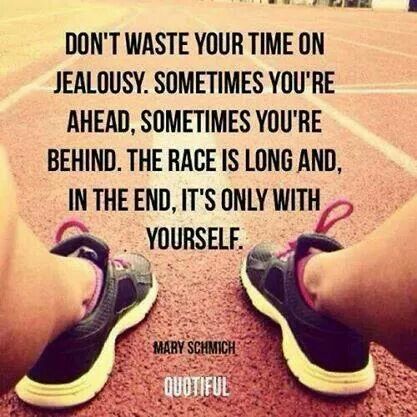 DON'T WASTE YOUR TIME ON
JEALOUSY. SOMETIMES YOU'RE
AHEAD, SOMETIMES YOU'RE
BEHIND. THE RACE IS LONG AND,
IN THE END, IT'S ONLY WITH
YOURSELF.
MARY SCHMICH
QUOTIFUL